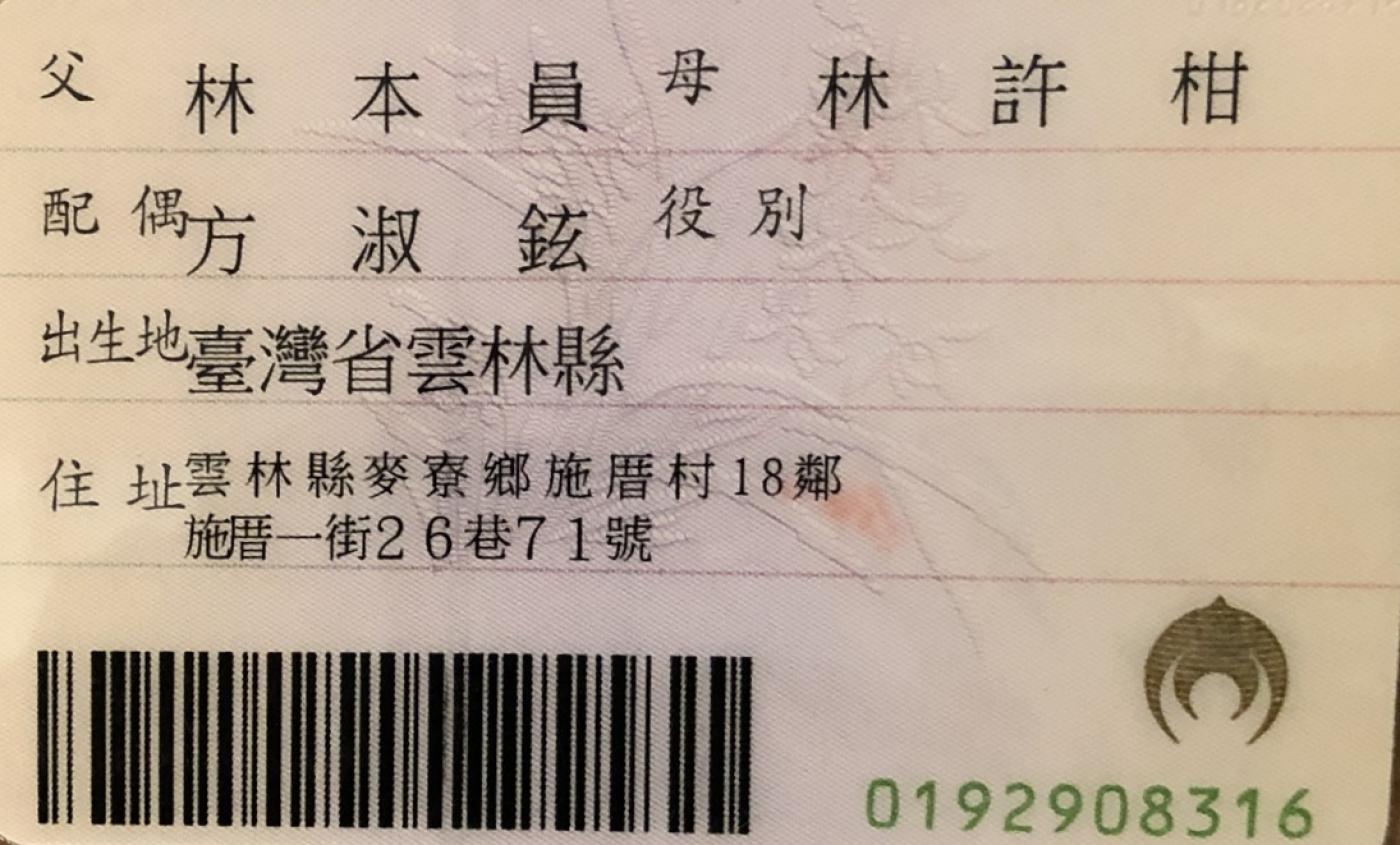 父 林本員 母 林許柑
配偶 方淑鉉 役別
出生地 臺灣省雲林縣
住址 雲林縣麥寮鄉施厝村18鄰
施厝一街26巷71號
0192908316